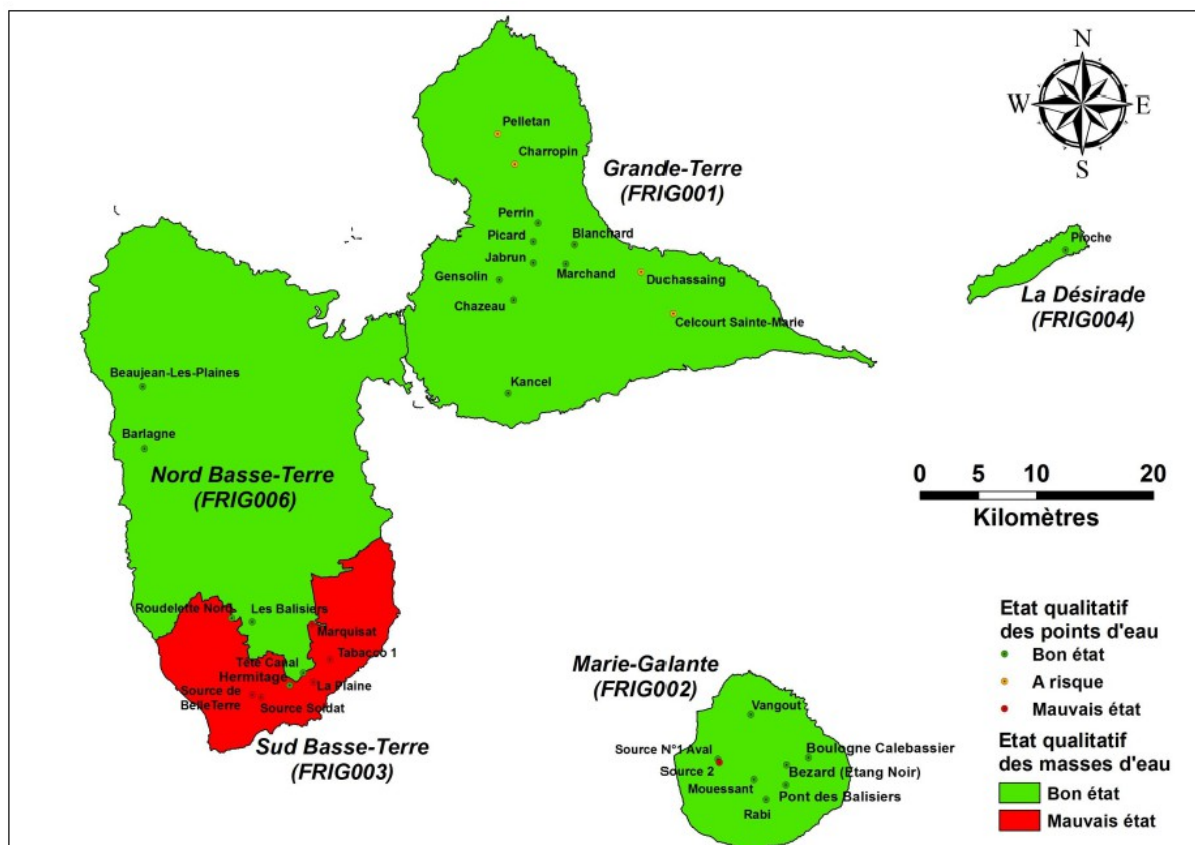 N
W
E
S
Pelletan
Charropin
Grande-Terre
(FRIG001)
Perrin
Picard
Blanchard
Jabrun
Marchand
Gensolin
Duchassaing
Chazeau
Celcourt Sainte-Marie
Kancel
Pioche
La Désirade
(FRIG004)
Beaujean-Les-Plaines
Barlagne
Nord Basse-Terre
(FRIG006)
0 5 10 20
Kilomètres
Roudelette Nord
Les Balisiers
Marquisat
Tabacco 1
Tête Canal
Hermitage
La Plaine
Source de
BelleTerre
Source Soldat
Sud Basse-Terre
(FRIG003)
Marie-Galante
(FRIG002)
Vangout
Source N°1 Aval
Boulogne Calebassier
Source 2
Bezard (Etang Noir)
Mouessant
Pont des Balisiers
Rabi
Etat qualitatif
des points d'eau
Bon état
A risque
Mauvais état
Etat qualitatif
des masses d'eau
Bon état
Mauvais état